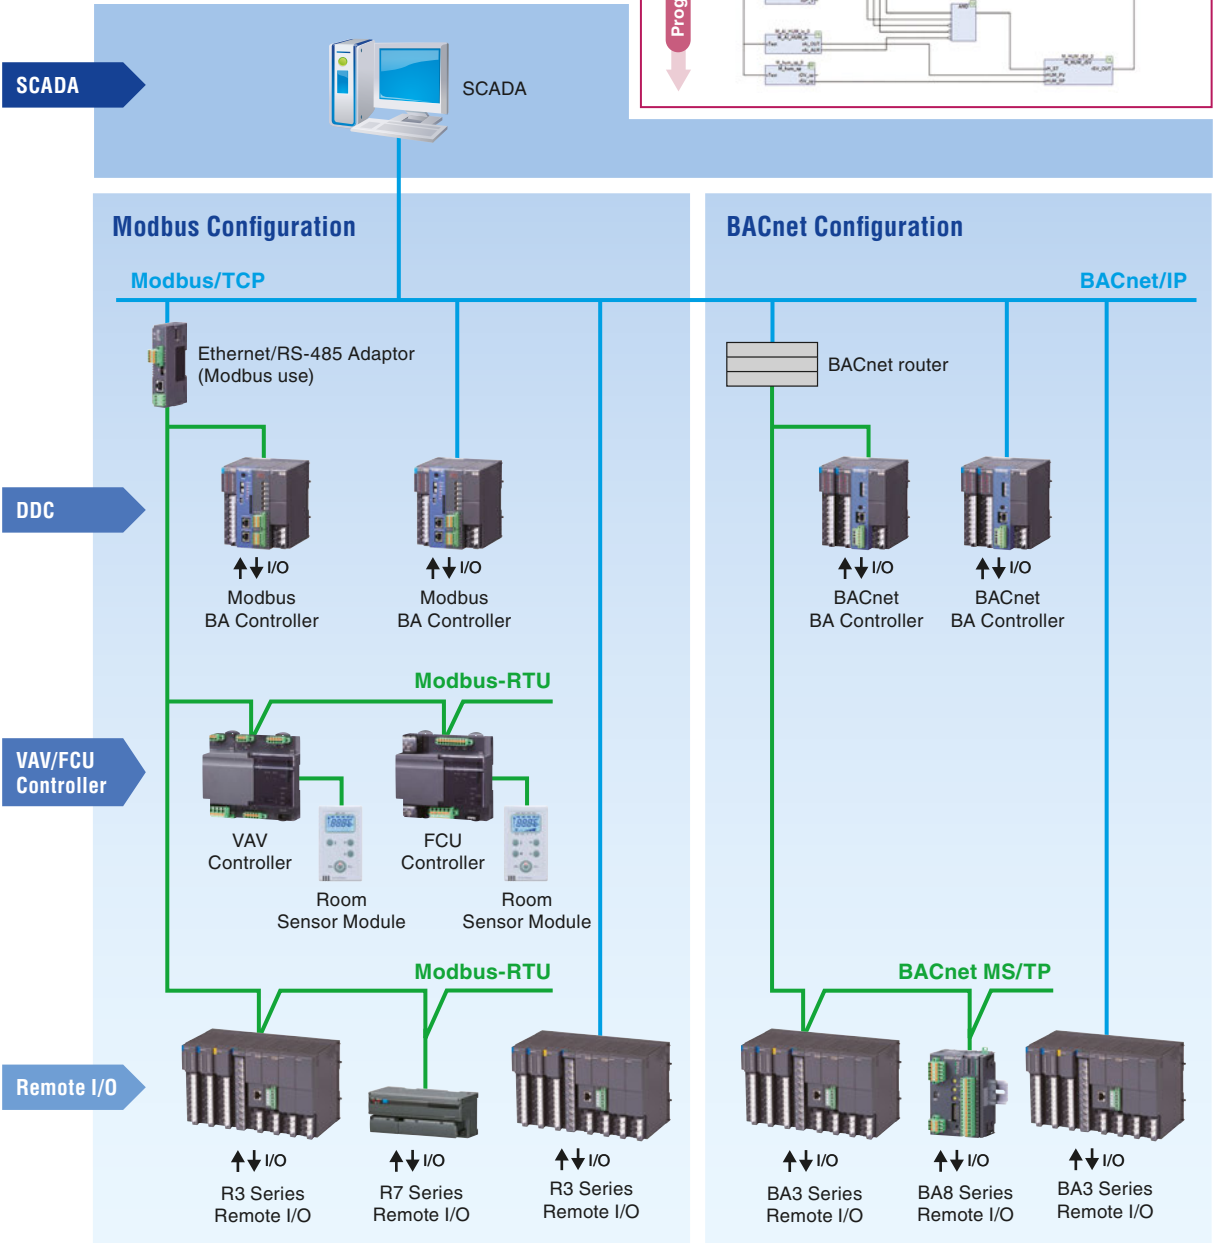 Prog
AND
SCADA
SCADA
Modbus Configuration
BACnet Configuration
Modbus/TCP
BACnet/IP
Ethernet/RS-485 Adaptor
(Modbus use)
BACnet router
DDC
I/O
I/O
I/O
I/O
Modbus
BA Controller
Modbus
BA Controller
BACnet
BA Controller
BACnet
BA Controller
Modbus-RTU
VAV/FCU
Controller
VAV
Controller
FCU
Controller
Room
Sensor Module
Room
Sensor Module
Modbus-RTU
BACnet MS/TP
Remote I/O
I/O
I/O
I/O
I/O
I/O
I/O
R3 Series
Remote I/O
R7 Series
Remote I/O
R3 Series
Remote I/O
BA3 Series
Remote I/O
BA8 Series
Remote I/O
BA3 Series
Remote I/O